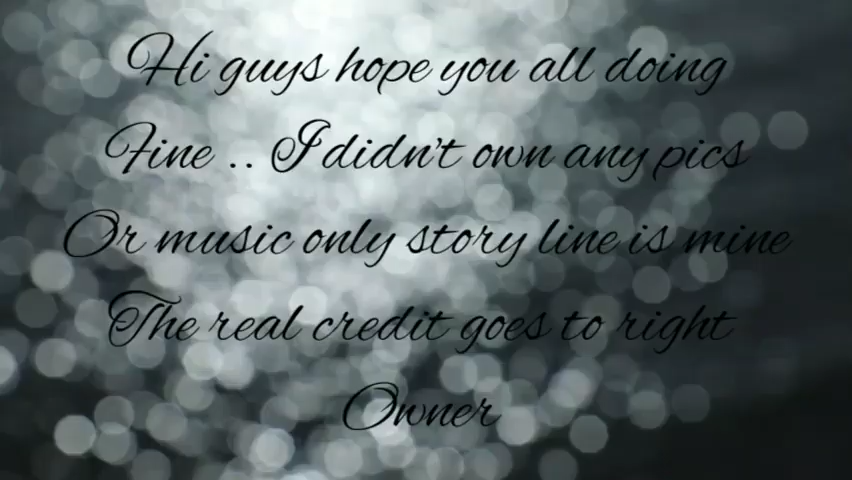 Hi guys hope you all doing
Fine .. I didn't own any pics
Or music only story line is mine
The real credit goes to right
Owner